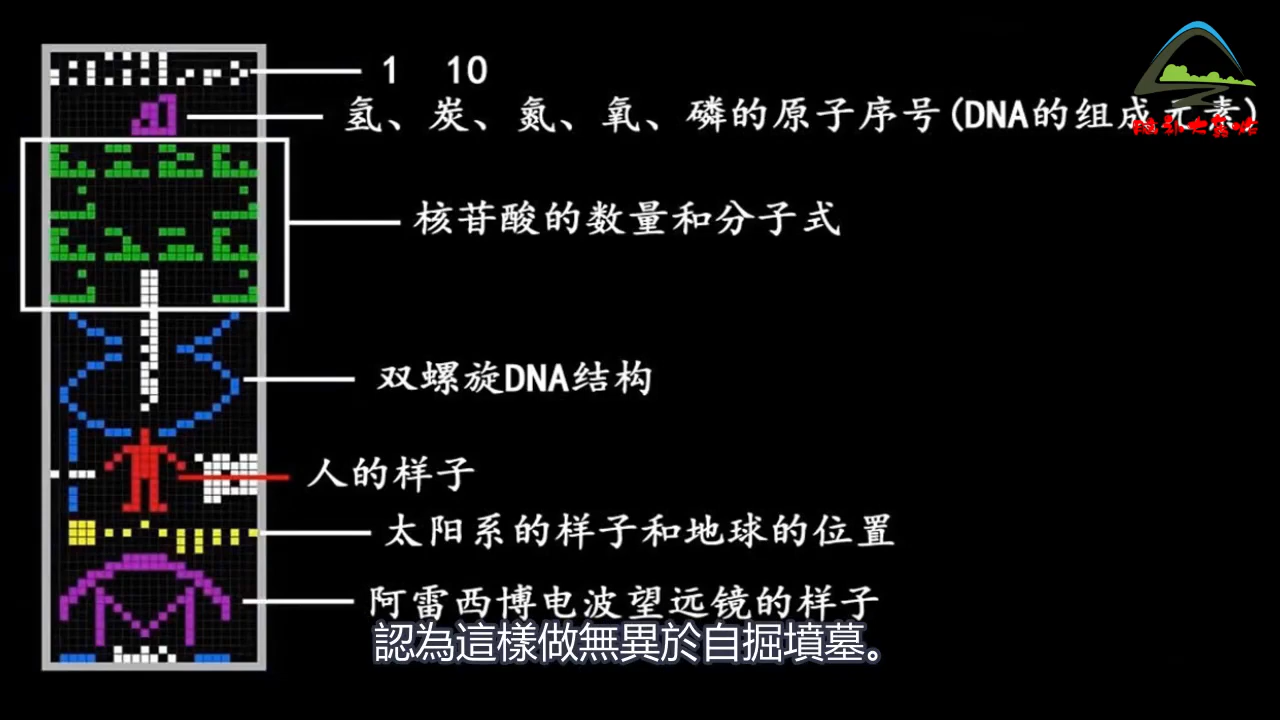 1 10
氢、炭、氮、氧、磷的原子序号(DNA的组成元素)
核苷酸的数量和分子式
双螺旋DNA结构
人的样子
太阳系的样子和地球的位置
阿雷西博电波望远镜的样子
認為這樣做無異於自掘墳墓。